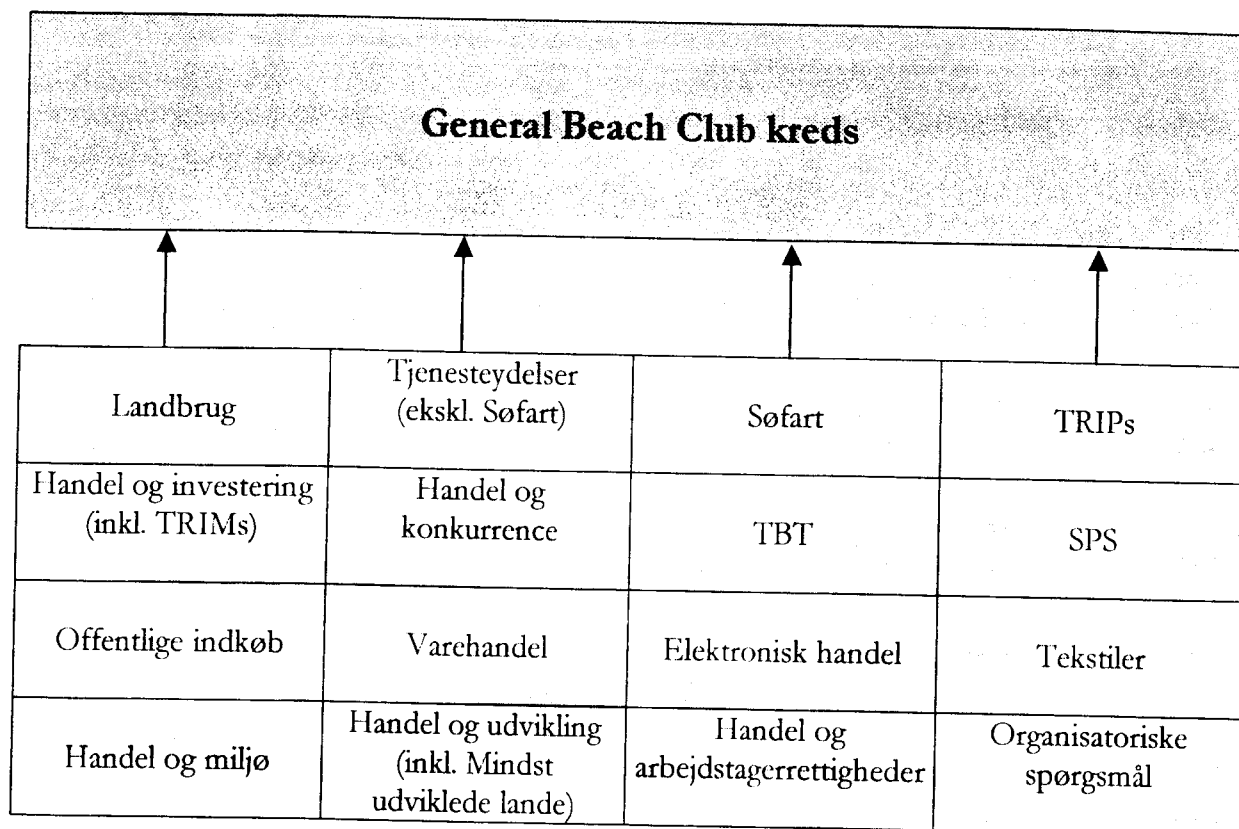 General Beach Club kreds
Landbrug
Tjenesteydelser
(ekskl. Søfart)
Søfart
TRIPs
Handel og investering
(inkl. TRIMs)
Handel og
konkurrence
TBT
SPS
Offentlige indkøb
Varehandel
Elektronisk handel
Tekstiler
Handel og miljø
Handel og udvikling
(inkl. Mindst
udviklede lande)
Handel og
arbejdstagerrettigheder
Organisatoriske
spørgsmål